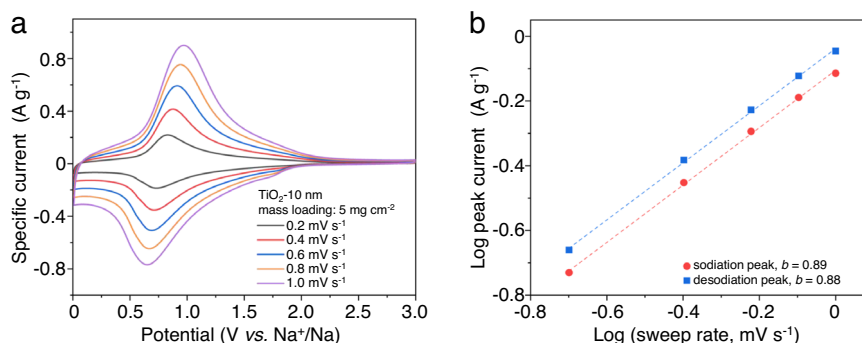 a
Specific current (A g⁻¹)
0.8
0.4
0
-0.4
-0.8
TiO₂-10 nm
mass loading: 5 mg cm⁻²
0.2 mV s⁻¹
0.4 mV s⁻¹
0.6 mV s⁻¹
0.8 mV s⁻¹
1.0 mV s⁻¹
0 0.5 1.0 1.5 2.0 2.5 3.0
Potential (V vs. Na⁺/Na)
b
Log peak current (A g⁻¹)
0
-0.2
-0.4
-0.6
-0.8
sodiation peak, b = 0.89
desodiation peak, b = 0.88
-0.8 -0.6 -0.4 -0.2 0
Log (sweep rate, mV s⁻¹)